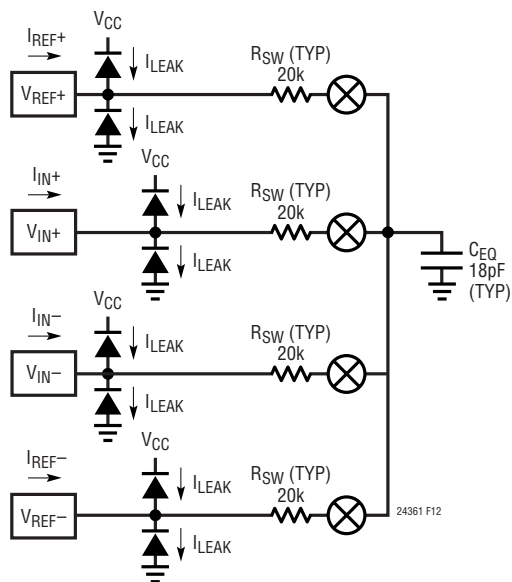 VCC
IREF+
ILEAK
VREF+
ILEAK
RSW (TYP)
20k
VCC
IIN+
ILEAK
VIN+
ILEAK
RSW (TYP)
20k
CEQ
18pF
(TYP)
VCC
IIN–
ILEAK
VIN–
ILEAK
RSW (TYP)
20k
VCC
IREF–
ILEAK
VREF–
ILEAK
RSW (TYP)
20k
24361 F12